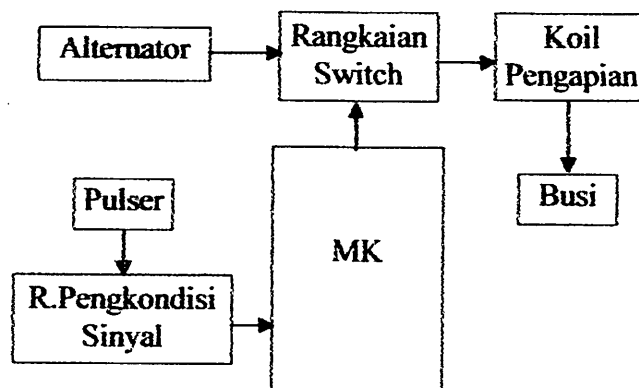 Alternator
Rangkaian
Switch
Koil
Pengapian
Busi
Pulser
MK
R.Pengkondisi
Sinyal